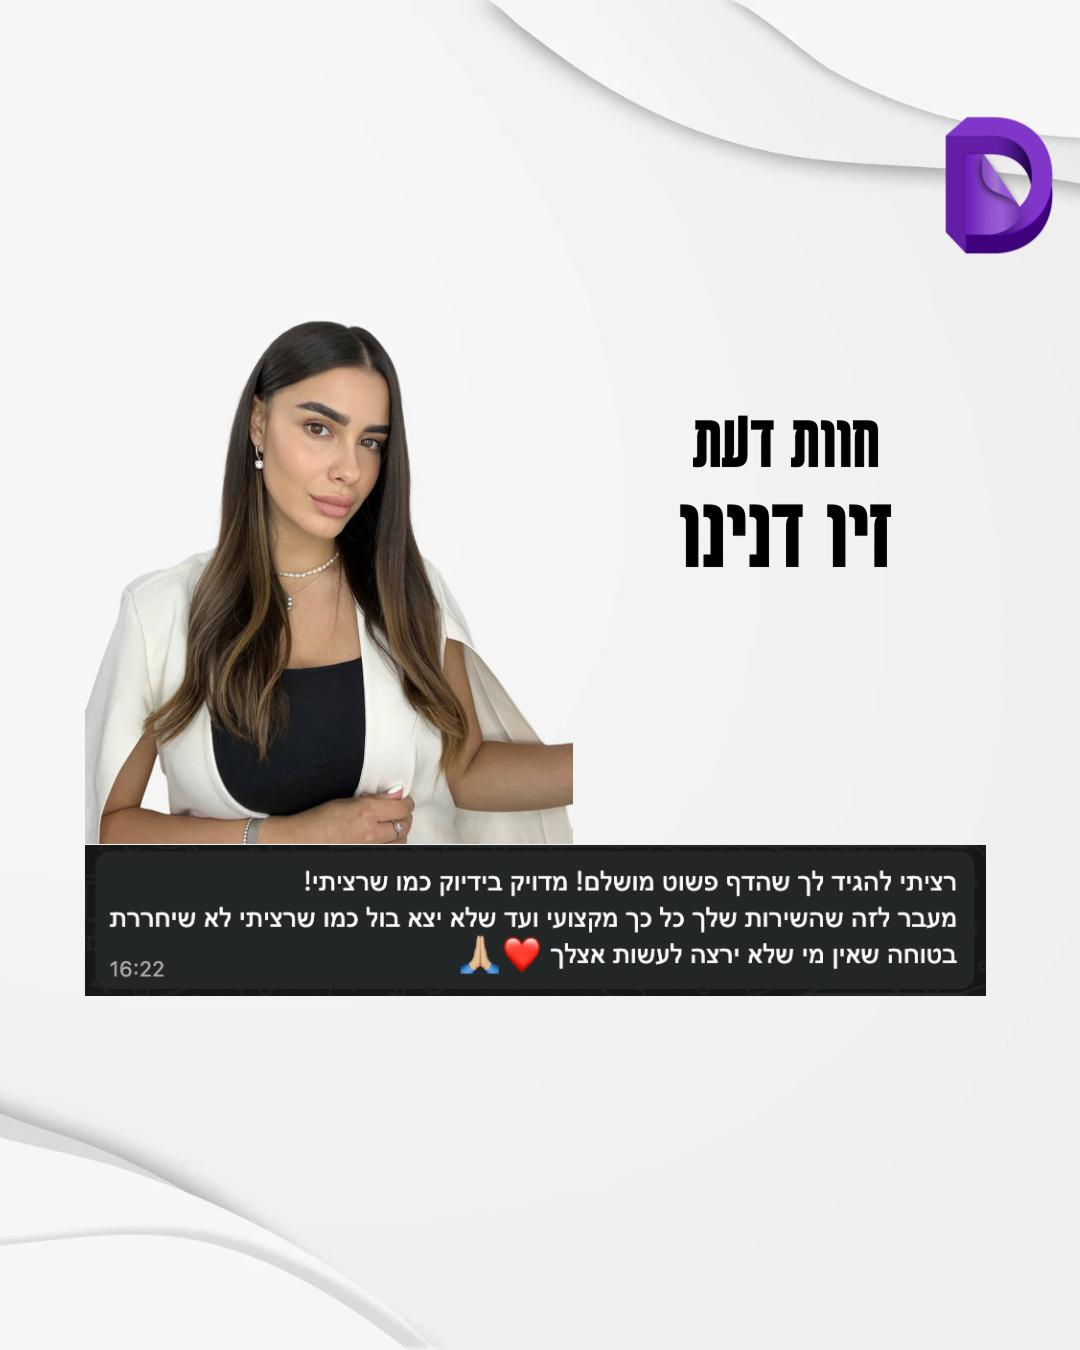 חוות דעת
זיו דנינו
רציתי להגיד לך שהדף פשוט מושלם! מדויק בידיוק כמו שרציתי!
מעבר לזה שהשירות שלך כל כך מקצועי ועד שלא יצא בול כמו שרציתי לא שיחררת
בטוחה שאין מי שלא ירצה לעשות אצלך ❤️🙏🏼
16:22